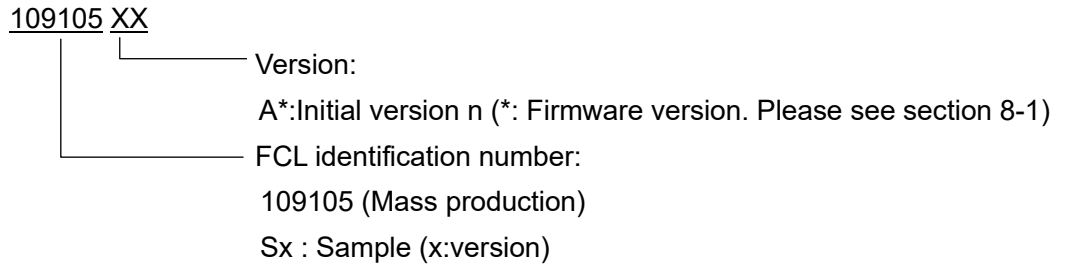 109105 XX
Version:
A*:Initial version n (*: Firmware version. Please see section 8-1)
FCL identification number:
109105 (Mass production)
Sx : Sample (x:version)